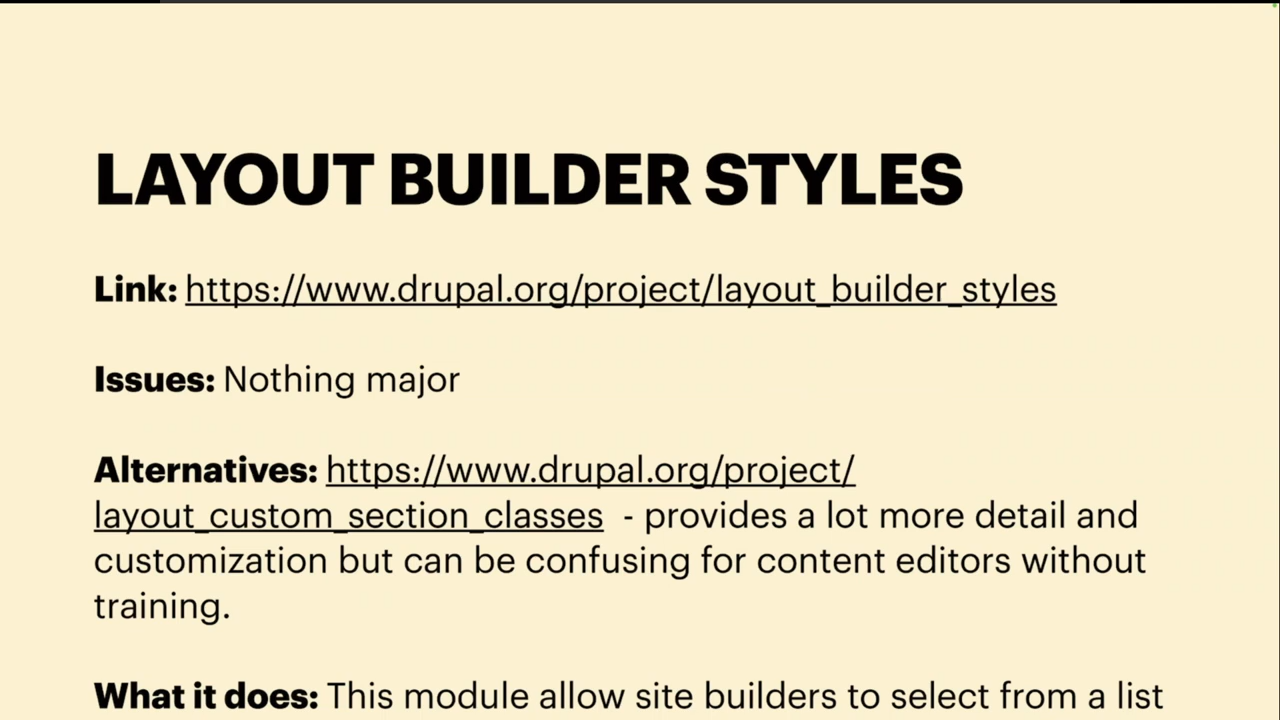 LAYOUT BUILDER STYLES
Link: https://www.drupal.org/project/layout_builder_styles
Issues: Nothing major
Alternatives: https://www.drupal.org/project/
layout_custom_section_classes - provides a lot more detail and
customization but can be confusing for content editors without
training.
What it does: This module allow site builders to select from a list